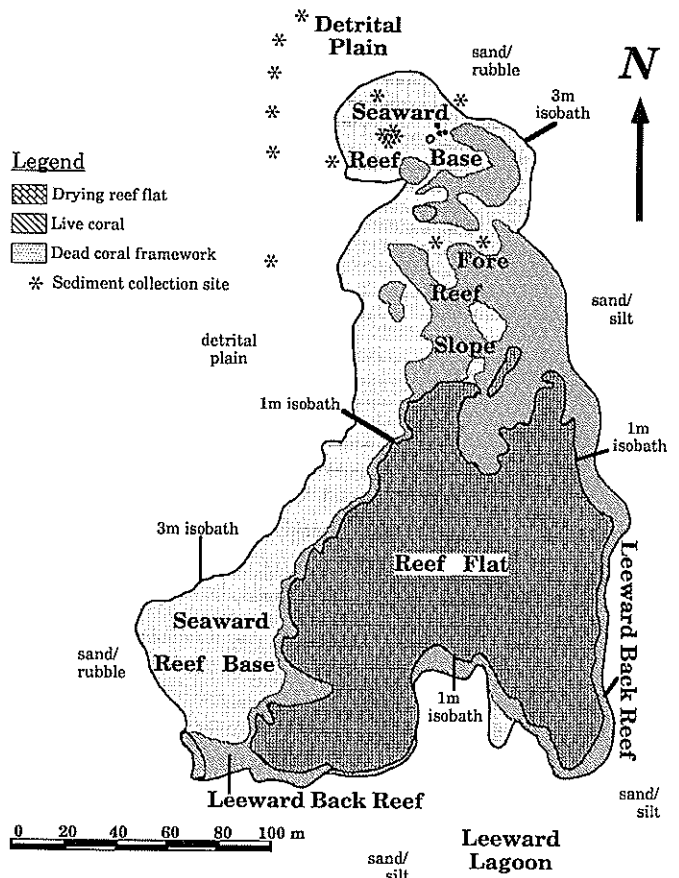 Detrital
Plain
sand/
rubble
N
3m
isobath
Seaward
Reef Base
Legend
Drying reef flat
Live coral
Dead coral framework
* Sediment collection site
Fore
Reef
Slope
sand/
silt
detrital
plain
1m isobath
1m
isobath
3m isobath
Reef Flat
Leeward Back Reef
Seaward
Reef Base
sand/
rubble
1m
isobath
Leeward Back Reef
sand/
silt
0 20 40 60 80 100 m
Leeward
Lagoon
sand/
silt